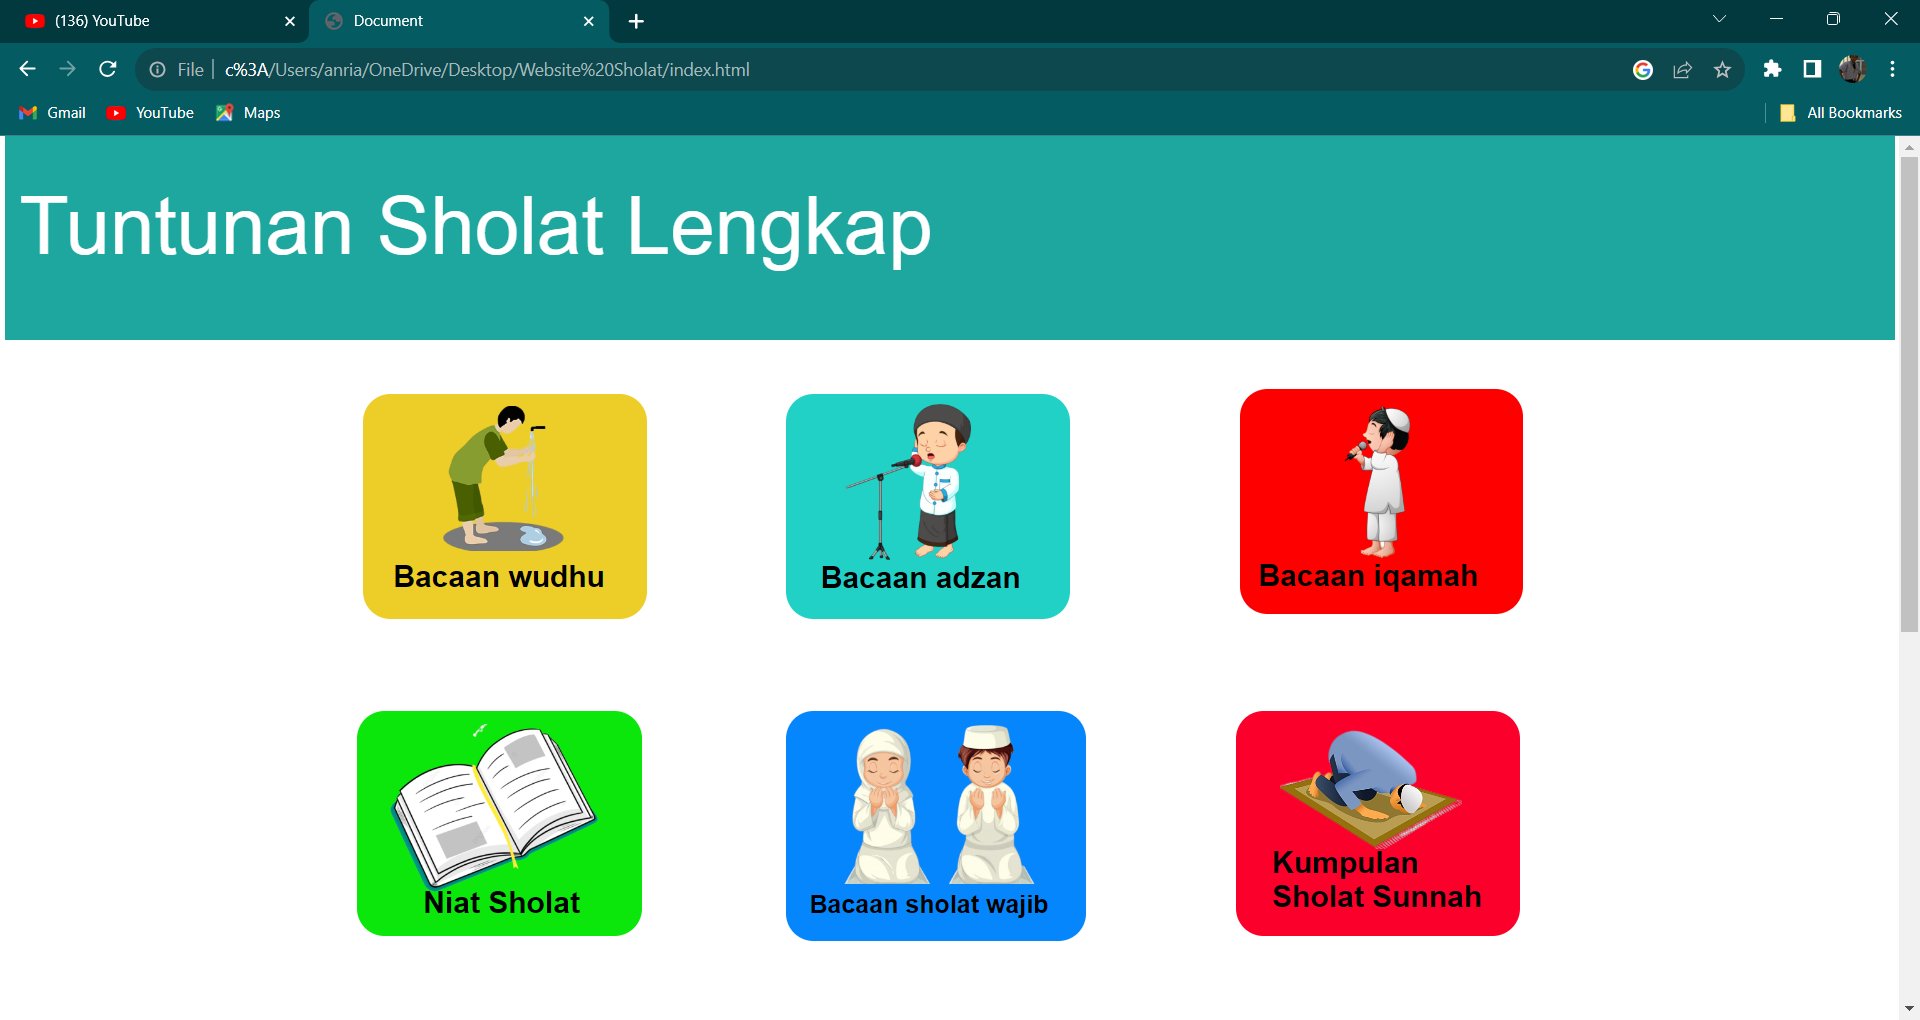 (136) YouTube
Document
File
c%3A/Users/anria/OneDrive/Desktop/Website%20Sholat/index.html
Gmail
YouTube
Maps
All Bookmarks
Tuntunan Sholat Lengkap
Bacaan wudhu
Bacaan adzan
Bacaan iqamah
Niat Sholat
Bacaan sholat wajib
Kumpulan
Sholat Sunnah